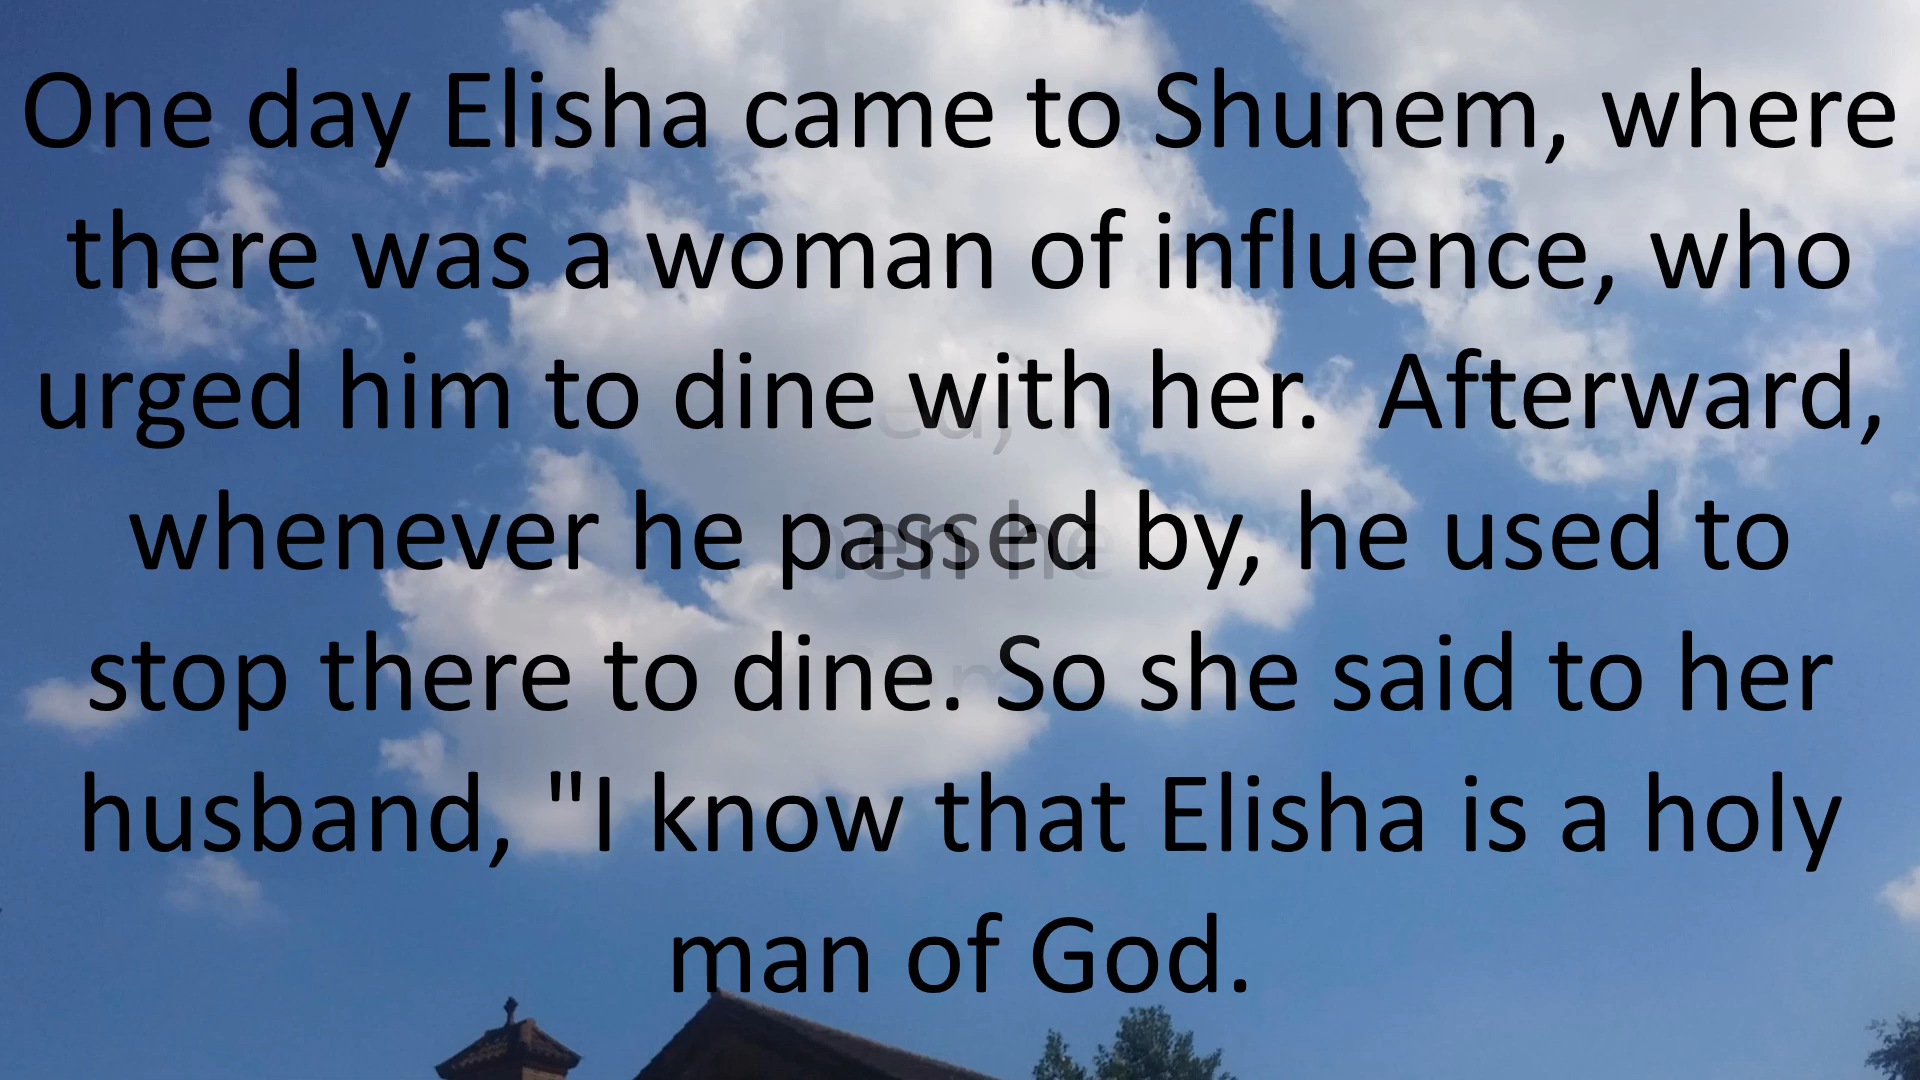 One day Elisha came to Shunem, where
there was a woman of influence, who
urged him to dine with her.  Afterward,
whenever he passed by, he used to
stop there to dine. So she said to her
husband, "I know that Elisha is a holy
man of God.